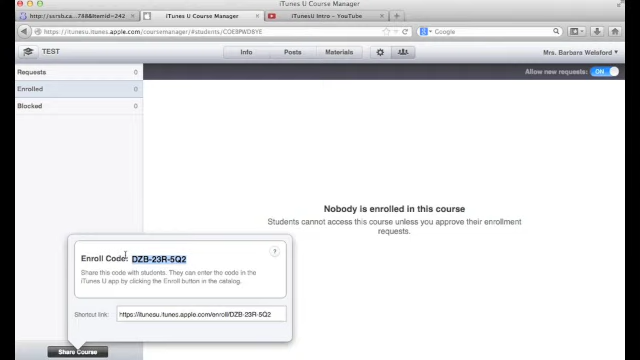 iTunes U Course Manager
iTunes U Course Manager
iTunesU Intro - YouTube
Google
TEST
Info
Posts
Materials
Mrs. Barbara Welsford
Requests 0
Allow new requests: ON
Enrolled 0
Blocked 0
Nobody is enrolled in this course
Students cannot access this course unless you approve their enrollment
requests.
Enroll Code: DZB-23R-5Q2
?
Share this code with students. They can enter the code in the
iTunes U app by clicking the Enroll button in the catalog.
Shortcut link: https://itunesu.itunes.apple.com/enroll/DZB-23R-5Q2
Share Course